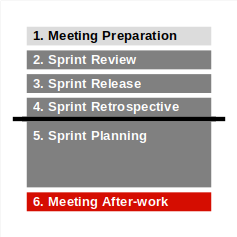 1. Meeting Preparation
2. Sprint Review
3. Sprint Release
4. Sprint Retrospective
5. Sprint Planning
6. Meeting After-work